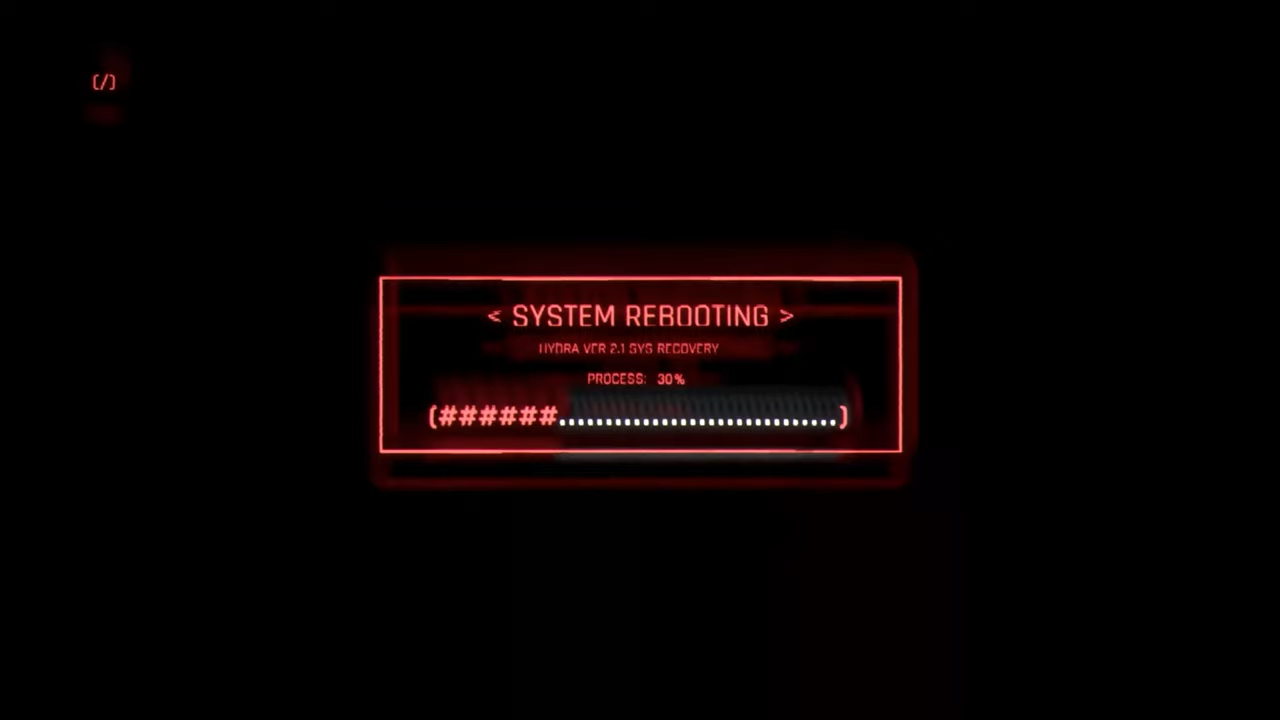 (/)
< SYSTEM REBOOTING >
HYDRA VER 2.1 SYS RECOVERY
PROCESS: 30%
(######............................)